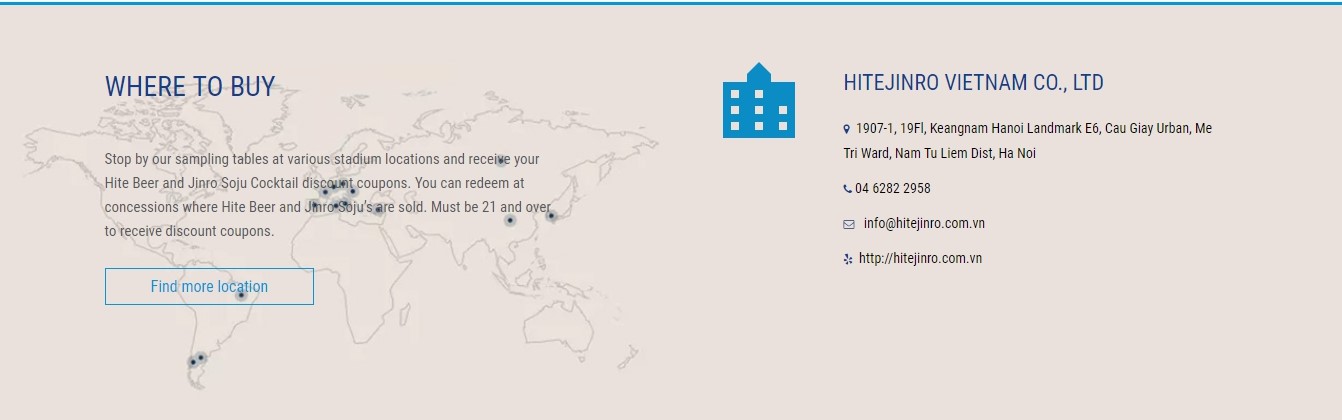 WHERE TO BUY
Stop by our sampling tables at various stadium locations and receive your
Hite Beer and Jinro Soju Cocktail discount coupons. You can redeem at
concessions where Hite Beer and Jinro Soju's are sold. Must be 21 and over
to receive discount coupons.
Find more location
HITEJINRO VIETNAM CO., LTD
1907-1, 19Fl, Keangnam Hanoi Landmark E6, Cau Giay Urban, Me
Tri Ward, Nam Tu Liem Dist, Ha Noi
04 6282 2958
info@hitejinro.com.vn
http://hitejinro.com.vn